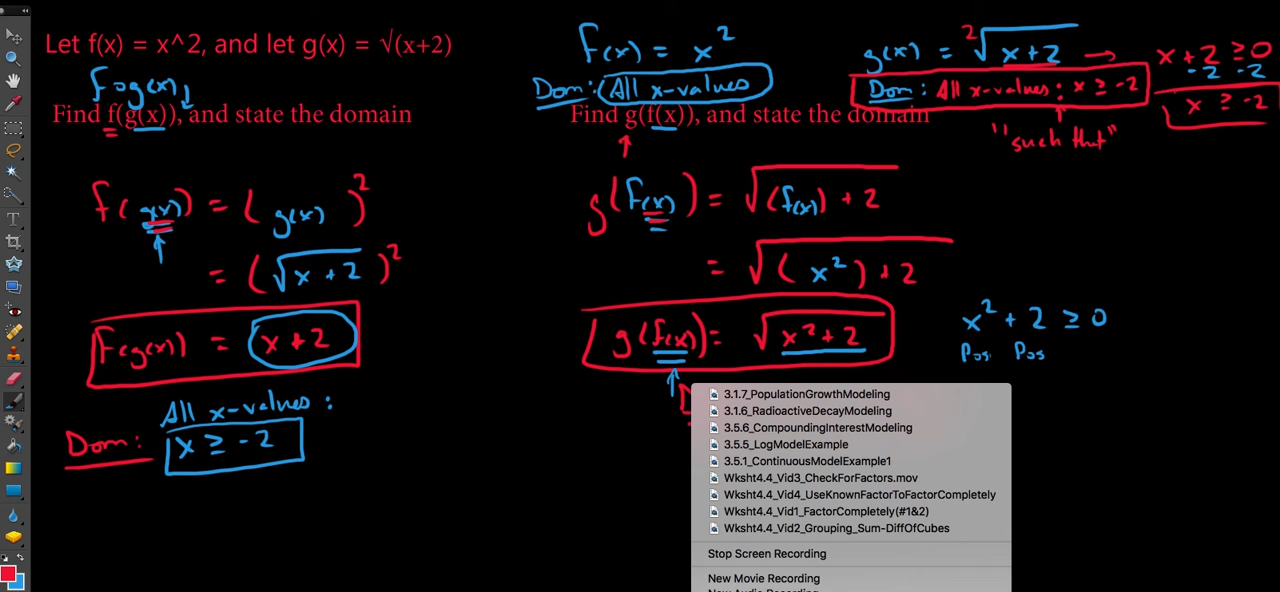 Let f(x) = x^2, and let g(x) = √(x+2)
fog(x)
Find f(g(x)), and state the domain
f(g(x)) = (g(x))²
= (√x+2)²
f(g(x)) = x+2
Dom: All x-values :
x ≥ -2
f(x) = x²
Dom: All x-values
Find g(f(x)), and state the domain
g(f(x)) = √(f(x)) + 2
= √(x²) + 2
g(f(x)) = √x² + 2
g(x) = ²√x+2 → x+2 ≥ 0
-2 -2
Dom: All x-values : x ≥ -2
x ≥ -2
"such that"
x² + 2 ≥ 0
Pos Pos
3.1.7_PopulationGrowthModeling
3.1.6_RadioactiveDecayModeling
3.5.6_CompoundingInterestModeling
3.5.5_LogModelExample
3.5.1_ContinuousModelExample1
Wksht4.4_Vid3_CheckForFactors.mov
Wksht4.4_Vid4_UseKnownFactorToFactorCompletely
Wksht4.4_Vid1_FactorCompletely(#1&2)
Wksht4.4_Vid2_Grouping_Sum-DiffOfCubes
Stop Screen Recording
New Movie Recording
New Audio Recording